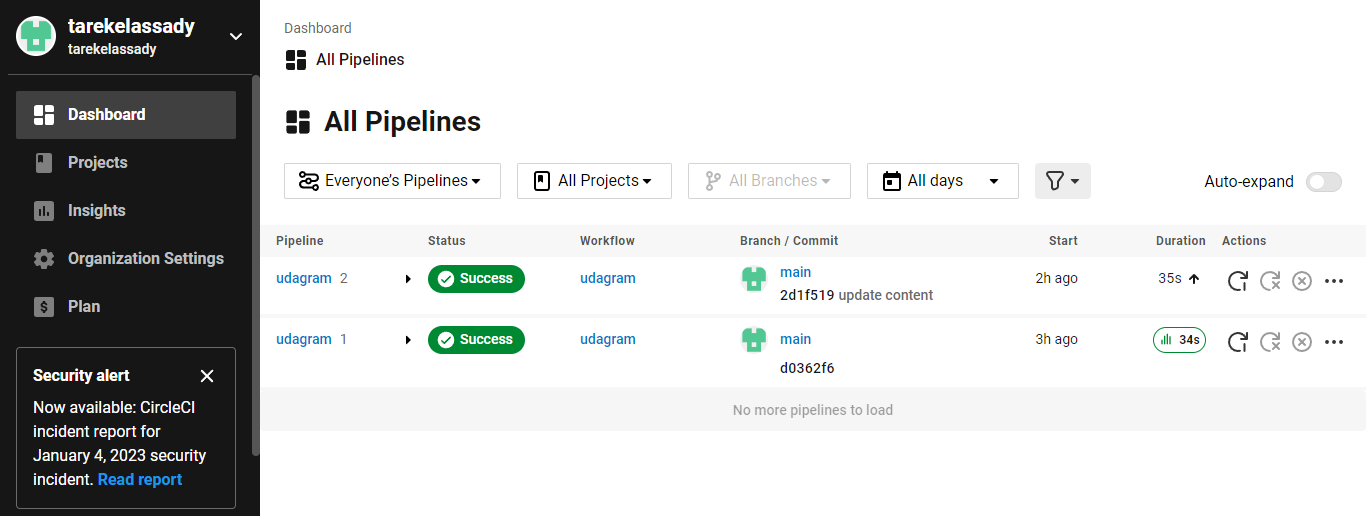 tarekelassady
tarekelassady
Dashboard
Projects
Insights
Organization Settings
Plan
Security alert
Now available: CircleCI
incident report for
January 4, 2023 security
incident. Read report
Dashboard
All Pipelines
All Pipelines
Everyone’s Pipelines All Projects All Branches All days Auto-expand
Pipeline Status Workflow Branch / Commit Start Duration Actions
udagram 2 Success udagram main 2h ago 35s
2d1f519 update content
udagram 1 Success udagram main 3h ago 34s
d0362f6
No more pipelines to load